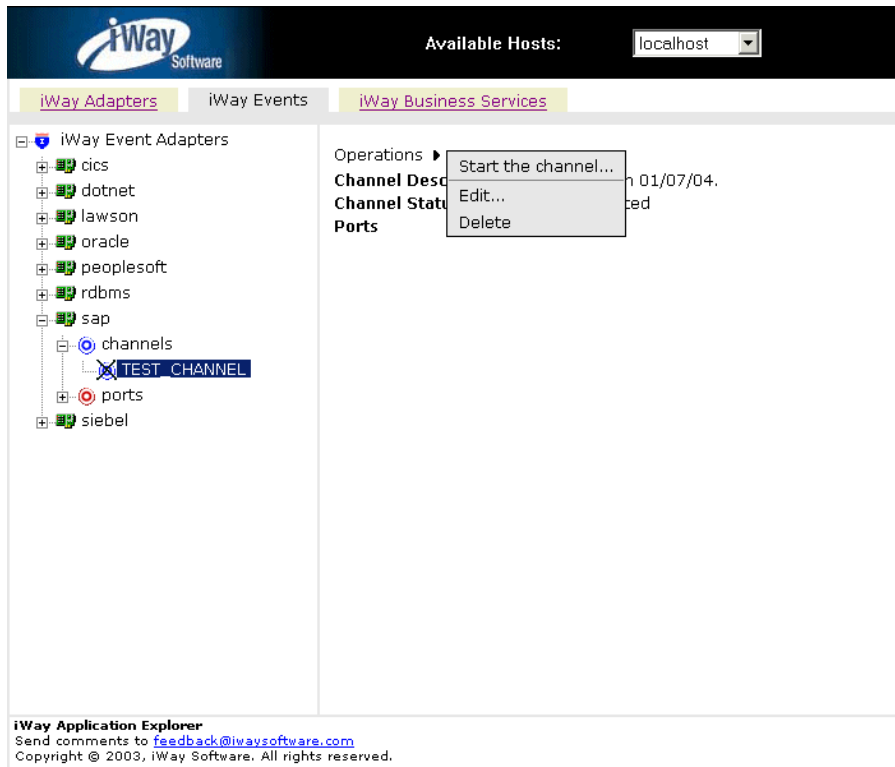 iWay
Software
Available Hosts: localhost
iWay Adapters iWay Events iWay Business Services
iWay Event Adapters
cics
dotnet
lawson
oracle
peoplesoft
rdbms
sap
channels
TEST_CHANNEL
ports
siebel
Operations
Start the channel...
Edit...
Delete
Channel Desc 01/07/04.
Channel Statu
Ports
iWay Application Explorer
Send comments to feedback@iwaysoftware.com
Copyright © 2003, iWay Software. All rights reserved.